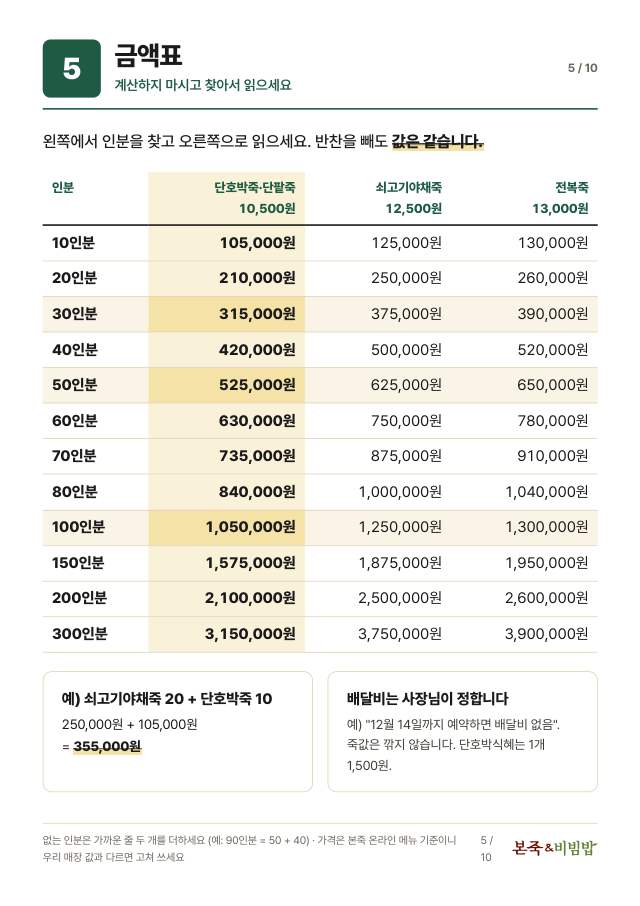 5
금액표
계산하지 마시고 찾아서 읽으세요
5 / 10
왼쪽에서 인분을 찾고 오른쪽으로 읽으세요. 반찬을 빼도 값은 같습니다.
인분 단호박죽·단팥죽 쇠고기야채죽 전복죽
10,500원 12,500원 13,000원
10인분 105,000원 125,000원 130,000원
20인분 210,000원 250,000원 260,000원
30인분 315,000원 375,000원 390,000원
40인분 420,000원 500,000원 520,000원
50인분 525,000원 625,000원 650,000원
60인분 630,000원 750,000원 780,000원
70인분 735,000원 875,000원 910,000원
80인분 840,000원 1,000,000원 1,040,000원
100인분 1,050,000원 1,250,000원 1,300,000원
150인분 1,575,000원 1,875,000원 1,950,000원
200인분 2,100,000원 2,500,000원 2,600,000원
300인분 3,150,000원 3,750,000원 3,900,000원
예) 쇠고기야채죽 20 + 단호박죽 10
250,000원 + 105,000원
= 355,000원
배달비는 사장님이 정합니다
예) "12월 14일까지 예약하면 배달비 없음".
죽값은 깎지 않습니다. 단호박식혜는 1개
1,500원.
없는 인분은 가까운 줄 두 개를 더하세요 (예: 90인분 = 50 + 40) · 가격은 본죽 온라인 메뉴 기준이니
우리 매장 값과 다르면 고쳐 쓰세요
5 /
10
본죽&비빔밥